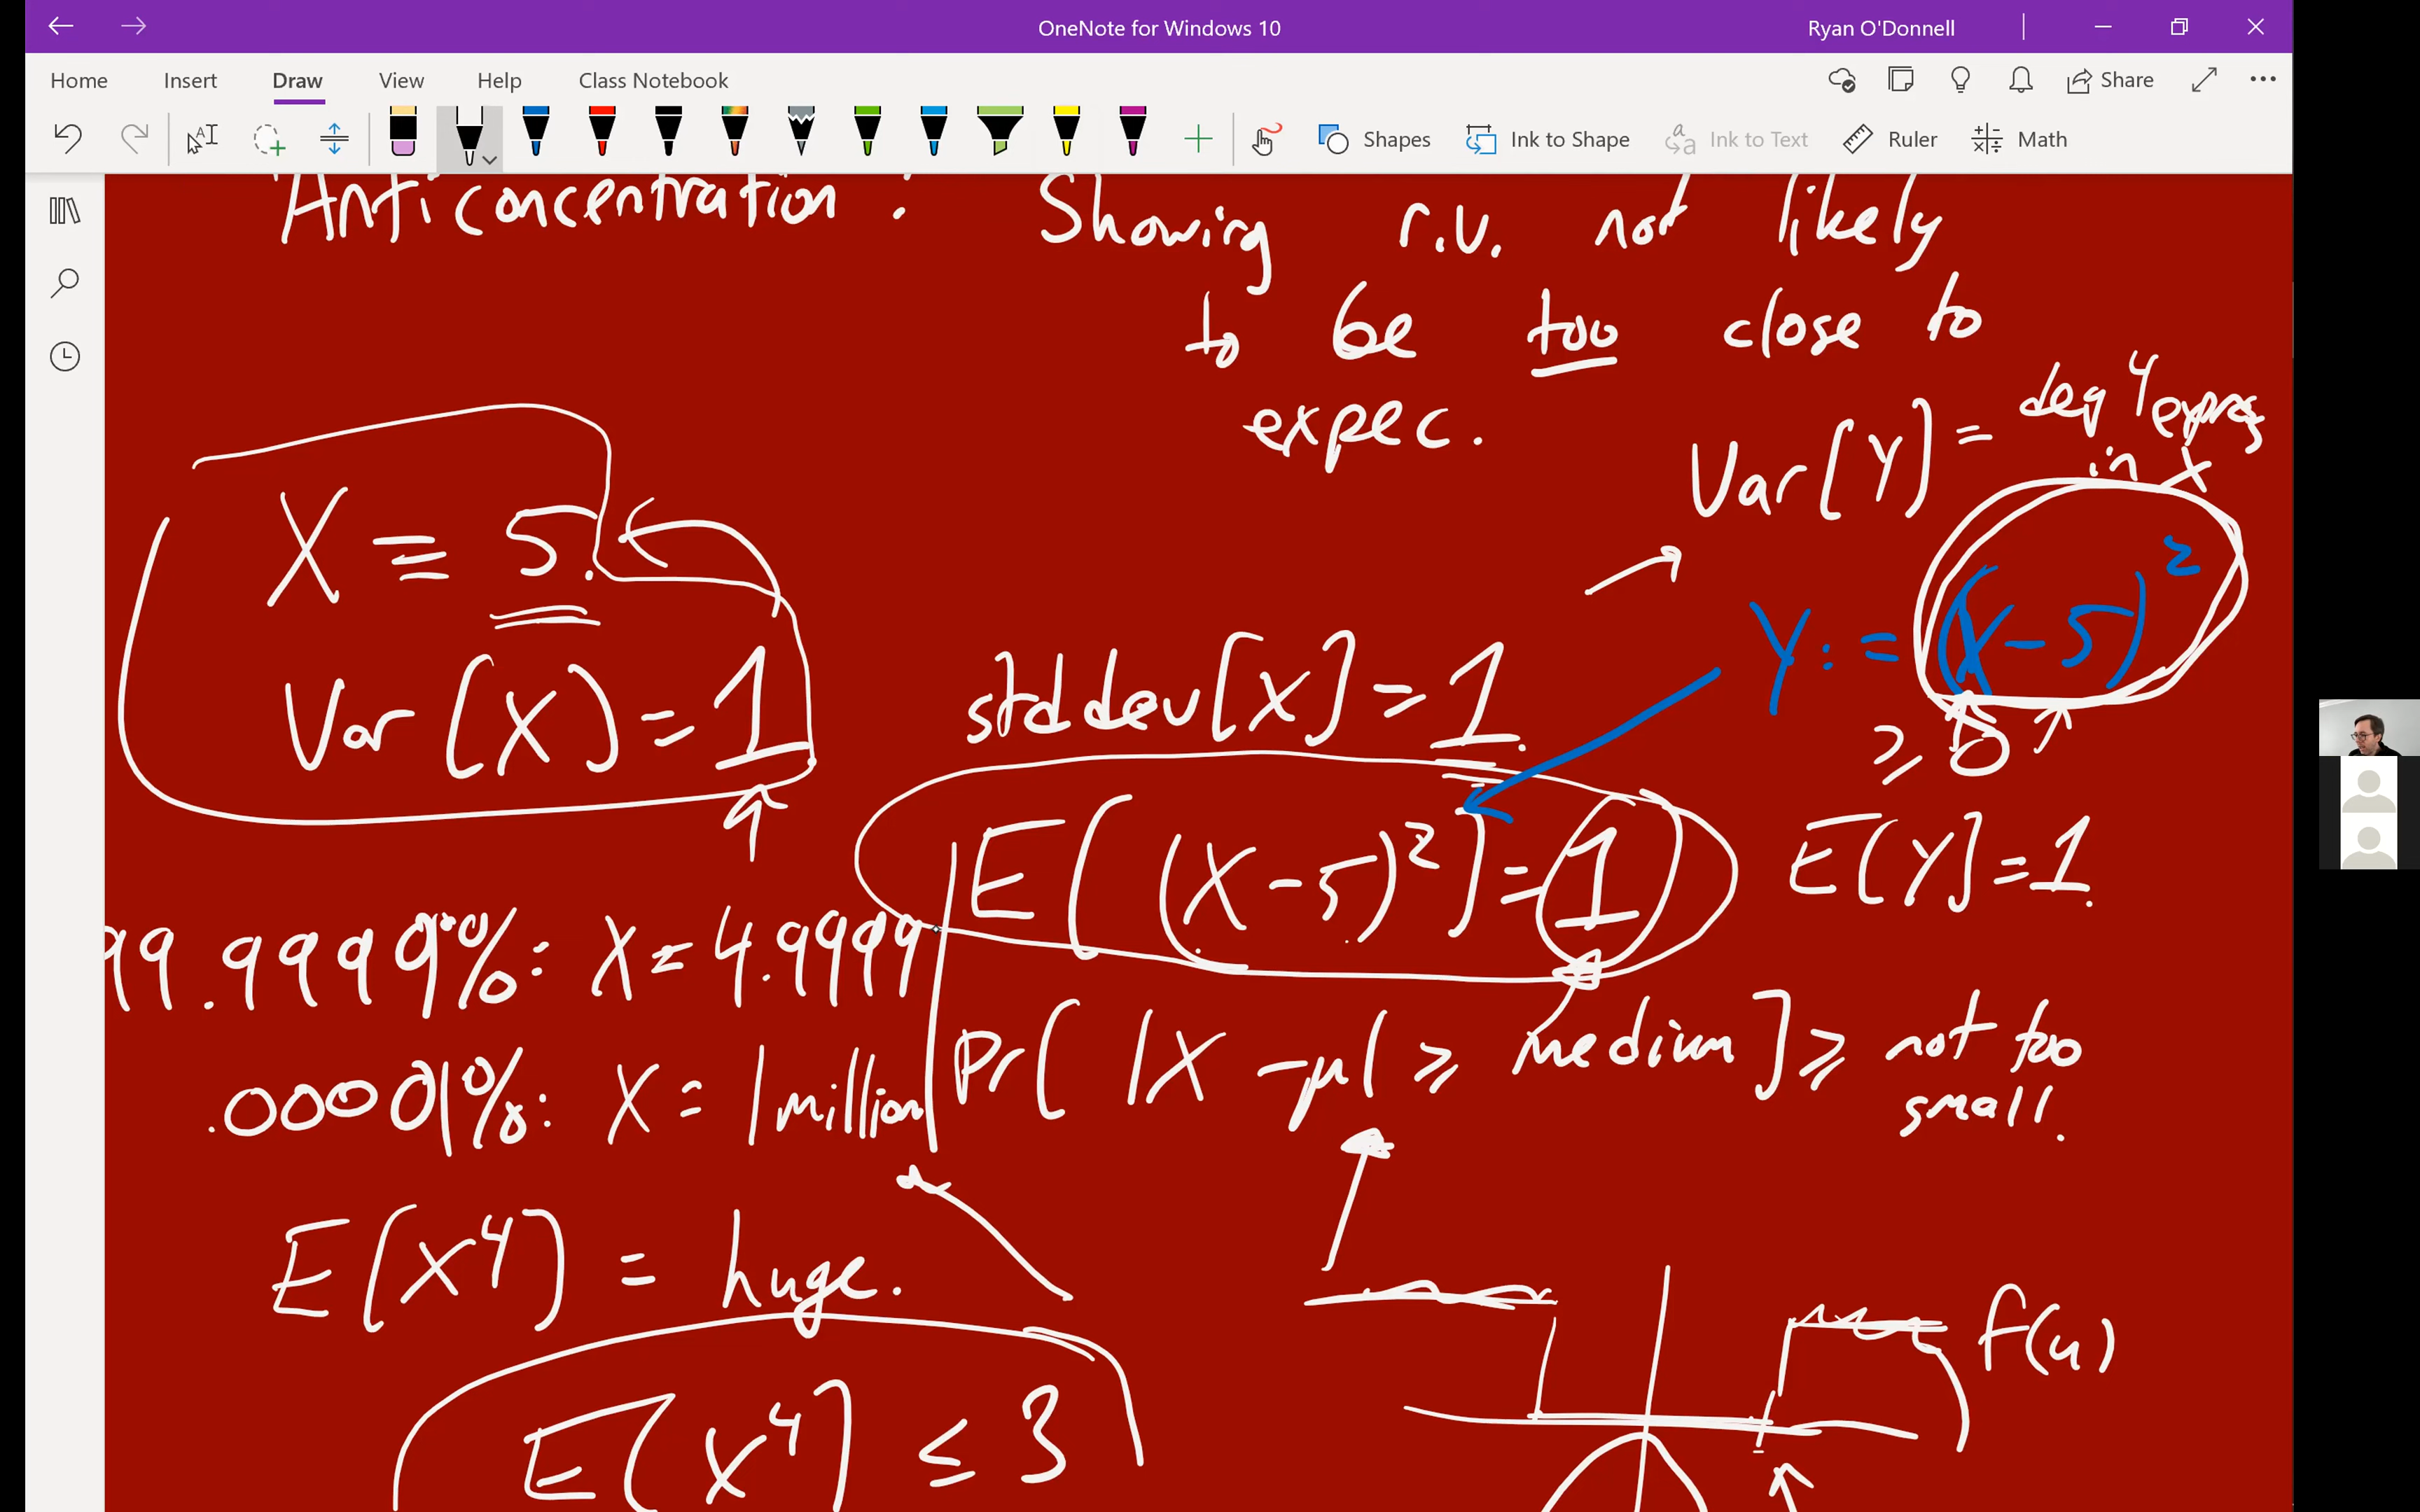 OneNote for Windows 10
Ryan O'Donnell
Home Insert Draw View Help Class Notebook
Share
Shapes Ink to Shape Ink to Text Ruler Math
Anticoncentration : Showing r.v. not likely
to be too close to
expec.
Var[Y] = deg 4 expres
in X
X ≡ 5.
Var[X] = 1
stddev[X] = 1.
Y := (X-5)²
≥ 0
E[(X-5)²] = 1
E[Y] = 1.
99.9999%: X = 4.9999
.00001%: X = 1 million
Pr[ |X-μ| ≥ medium ] ≥ not too
small.
E[X⁴] = huge.
f(u)
E[X⁴] ≤ 3